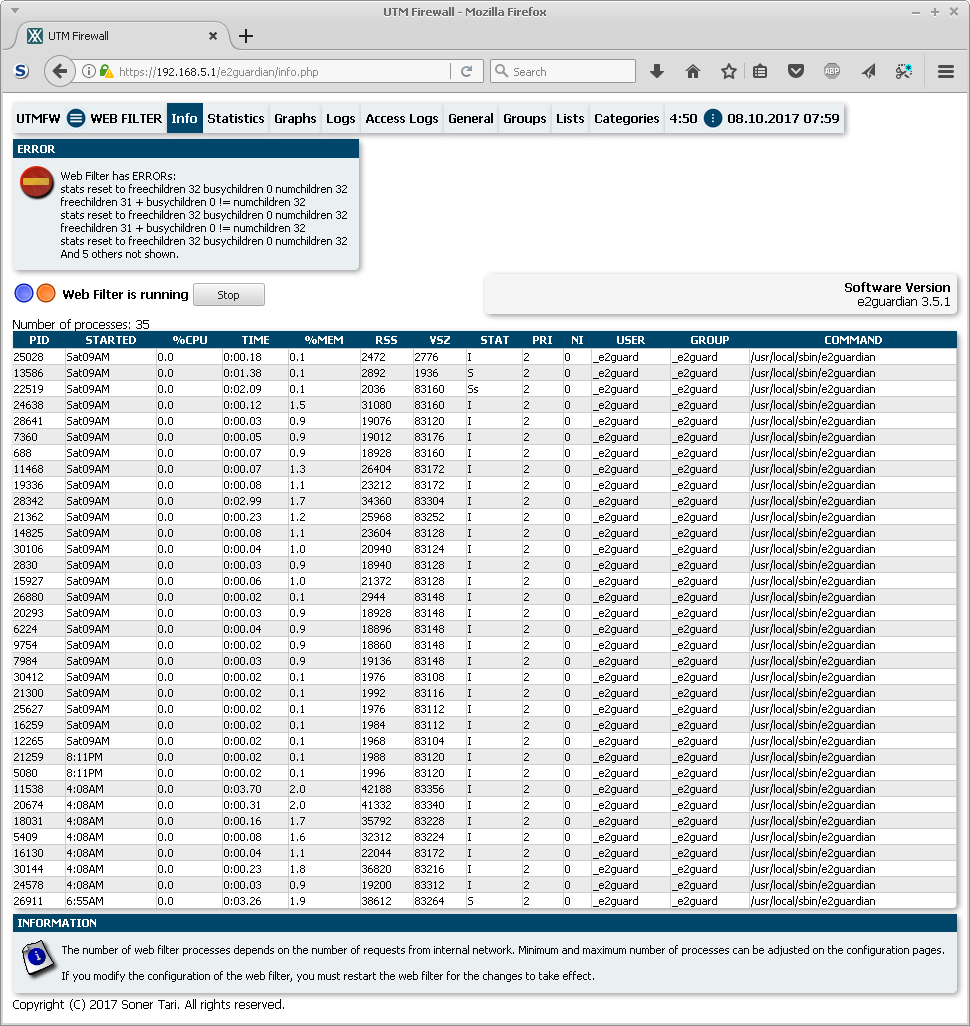 UTM Firewall - Mozilla Firefox
UTM Firewall
https://192.168.5.1/e2guardian/info.php
Search
ABP
UTMFW WEB FILTER Info Statistics Graphs Logs Access Logs General Groups Lists Categories 4:50 08.10.2017 07:59
ERROR
Web Filter has ERRORs:
stats reset to freechildren 32 busychildren 0 numchildren 32
freechildren 31 + busychildren 0 != numchildren 32
stats reset to freechildren 32 busychildren 0 numchildren 32
freechildren 31 + busychildren 0 != numchildren 32
stats reset to freechildren 32 busychildren 0 numchildren 32
And 5 others not shown.
Web Filter is running Stop
Software Version
e2guardian 3.5.1
Number of processes: 35
PID STARTED %CPU TIME %MEM RSS VSZ STAT PRI NI USER GROUP COMMAND
25028 Sat09AM 0.0 0:00.18 0.1 2472 2776 I 2 0 _e2guard _e2guard /usr/local/sbin/e2guardian
13586 Sat09AM 0.0 0:01.38 0.1 2892 1936 S 2 0 _e2guard _e2guard /usr/local/sbin/e2guardian
22519 Sat09AM 0.0 0:02.09 0.1 2036 83160 Ss 2 0 _e2guard _e2guard /usr/local/sbin/e2guardian
24638 Sat09AM 0.0 0:00.12 1.5 31080 83160 I 2 0 _e2guard _e2guard /usr/local/sbin/e2guardian
28641 Sat09AM 0.0 0:00.03 0.9 19076 83120 I 2 0 _e2guard _e2guard /usr/local/sbin/e2guardian
7360 Sat09AM 0.0 0:00.05 0.9 19012 83176 I 2 0 _e2guard _e2guard /usr/local/sbin/e2guardian
688 Sat09AM 0.0 0:00.07 0.9 18928 83160 I 2 0 _e2guard _e2guard /usr/local/sbin/e2guardian
11468 Sat09AM 0.0 0:00.07 1.3 26404 83172 I 2 0 _e2guard _e2guard /usr/local/sbin/e2guardian
19336 Sat09AM 0.0 0:00.08 1.1 23212 83172 I 2 0 _e2guard _e2guard /usr/local/sbin/e2guardian
28342 Sat09AM 0.0 0:02.99 1.7 34360 83304 I 2 0 _e2guard _e2guard /usr/local/sbin/e2guardian
21362 Sat09AM 0.0 0:00.23 1.2 25968 83252 I 2 0 _e2guard _e2guard /usr/local/sbin/e2guardian
14825 Sat09AM 0.0 0:00.08 1.1 23604 83128 I 2 0 _e2guard _e2guard /usr/local/sbin/e2guardian
30106 Sat09AM 0.0 0:00.04 1.0 20940 83124 I 2 0 _e2guard _e2guard /usr/local/sbin/e2guardian
2830 Sat09AM 0.0 0:00.03 0.9 18940 83128 I 2 0 _e2guard _e2guard /usr/local/sbin/e2guardian
15927 Sat09AM 0.0 0:00.06 1.0 21372 83128 I 2 0 _e2guard _e2guard /usr/local/sbin/e2guardian
26880 Sat09AM 0.0 0:00.02 0.1 2944 83148 I 2 0 _e2guard _e2guard /usr/local/sbin/e2guardian
20293 Sat09AM 0.0 0:00.03 0.9 18928 83148 I 2 0 _e2guard _e2guard /usr/local/sbin/e2guardian
6224 Sat09AM 0.0 0:00.04 0.9 18896 83148 I 2 0 _e2guard _e2guard /usr/local/sbin/e2guardian
9754 Sat09AM 0.0 0:00.02 0.9 18860 83148 I 2 0 _e2guard _e2guard /usr/local/sbin/e2guardian
7984 Sat09AM 0.0 0:00.03 0.9 19136 83148 I 2 0 _e2guard _e2guard /usr/local/sbin/e2guardian
30412 Sat09AM 0.0 0:00.02 0.1 1976 83108 I 2 0 _e2guard _e2guard /usr/local/sbin/e2guardian
21300 Sat09AM 0.0 0:00.02 0.1 1992 83116 I 2 0 _e2guard _e2guard /usr/local/sbin/e2guardian
25627 Sat09AM 0.0 0:00.02 0.1 1976 83112 I 2 0 _e2guard _e2guard /usr/local/sbin/e2guardian
16259 Sat09AM 0.0 0:00.02 0.1 1984 83112 I 2 0 _e2guard _e2guard /usr/local/sbin/e2guardian
12265 Sat09AM 0.0 0:00.02 0.1 1968 83104 I 2 0 _e2guard _e2guard /usr/local/sbin/e2guardian
21259 8:11PM 0.0 0:00.02 0.1 1988 83120 I 2 0 _e2guard _e2guard /usr/local/sbin/e2guardian
5080 8:11PM 0.0 0:00.02 0.1 1996 83120 I 2 0 _e2guard _e2guard /usr/local/sbin/e2guardian
11538 4:08AM 0.0 0:03.70 2.0 42188 83356 I 2 0 _e2guard _e2guard /usr/local/sbin/e2guardian
20674 4:08AM 0.0 0:00.31 2.0 41332 83340 I 2 0 _e2guard _e2guard /usr/local/sbin/e2guardian
18031 4:08AM 0.0 0:00.16 1.7 35792 83228 I 2 0 _e2guard _e2guard /usr/local/sbin/e2guardian
5409 4:08AM 0.0 0:00.08 1.6 32312 83224 I 2 0 _e2guard _e2guard /usr/local/sbin/e2guardian
16130 4:08AM 0.0 0:00.04 1.1 22044 83172 I 2 0 _e2guard _e2guard /usr/local/sbin/e2guardian
30144 4:08AM 0.0 0:00.23 1.8 36820 83216 I 2 0 _e2guard _e2guard /usr/local/sbin/e2guardian
24578 4:08AM 0.0 0:00.03 0.9 19200 83312 I 2 0 _e2guard _e2guard /usr/local/sbin/e2guardian
26911 6:55AM 0.0 0:03.26 1.9 38612 83264 S 2 0 _e2guard _e2guard /usr/local/sbin/e2guardian
INFORMATION
The number of web filter processes depends on the number of requests from internal network. Minimum and maximum number of processes can be adjusted on the configuration pages.
If you modify the configuration of the web filter, you must restart the web filter for the changes to take effect.
Copyright (C) 2017 Soner Tari. All rights reserved.